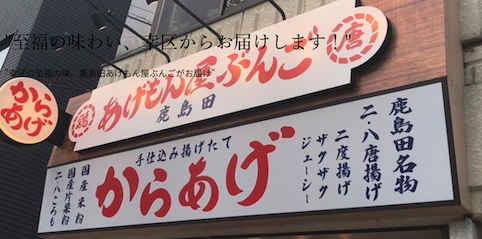 "至福の味わい、幸区からお届けします！"
"幸区の至福の味、鹿島田あげもん屋ぶんごがお届け"
から
あげ
鶏 あげもん屋ぶんご 唐
鹿島田
手仕込み揚げたて
からあげ
鹿島田名物
二・八唐揚げ
二度揚げ
ザクザク
ジューシー
国産米粉
国産片栗粉
二・八ころも